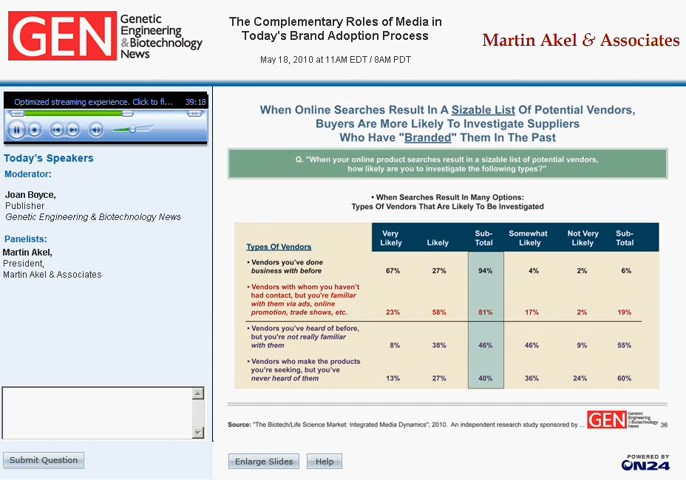 GEN
Genetic
Engineering
& Biotechnology
News
The Complementary Roles of Media in
Today's Brand Adoption Process
May 18, 2010 at 11AM EDT / 8AM PDT
Martin Akel & Associates
Optimized streaming experience. Click to fi... 39:18
Today's Speakers
Moderator:
Joan Boyce,
Publisher
Genetic Engineering & Biotechnology News
Panelists:
Martin Akel,
President,
Martin Akel & Associates
Submit Question
When Online Searches Result In A Sizable List Of Potential Vendors,
Buyers Are More Likely To Investigate Suppliers
Who Have "Branded" Them In The Past
Q. "When your online product searches result in a sizable list of potential vendors,
how likely are you to investigate the following types?"
• When Searches Result In Many Options:
Types Of Vendors That Are Likely To Be Investigated
Types Of Vendors Very Likely Likely Sub-Total Somewhat Likely Not Very Likely Sub-Total
• Vendors you've done
business with before 67% 27% 94% 4% 2% 6%
• Vendors with whom you haven't
had contact, but you're familiar
with them via ads, online
promotion, trade shows, etc. 23% 58% 81% 17% 2% 19%
• Vendors you've heard of before,
but you're not really familiar
with them 8% 38% 46% 46% 9% 55%
• Vendors who make the products
you're seeking, but you've
never heard of them 13% 27% 40% 36% 24% 60%
Source: "The Biotech/Life Science Market: Integrated Media Dynamics"; 2010. An independent research study sponsored by ...
GEN
Genetic
Engineering
& Biotechnology
News
36
Enlarge Slides
Help
POWERED BY
ON24